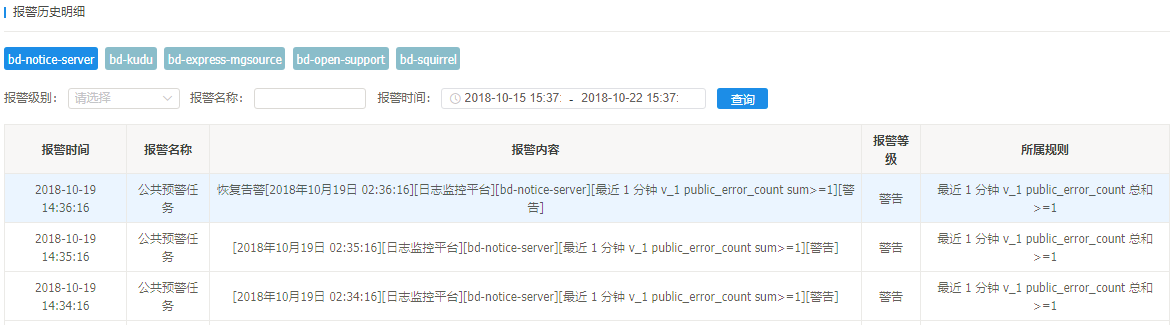 报警历史明细
bd-notice-server bd-kudu bd-express-mgsource bd-open-support bd-squirrel
报警级别： 请选择 报警名称： 报警时间： 2018-10-15 15:37: - 2018-10-22 15:37: 查询
报警时间 报警名称 报警内容 报警等级 所属规则
2018-10-19 14:36:16 公共预警任务 恢复告警[2018年10月19日 02:36:16][日志监控平台][bd-notice-server][最近 1 分钟 v_1 public_error_count sum>=1][警告] 警告 最近 1 分钟 v_1 public_error_count 总和>=1
2018-10-19 14:35:16 公共预警任务 [2018年10月19日 02:35:16][日志监控平台][bd-notice-server][最近 1 分钟 v_1 public_error_count sum>=1][警告] 警告 最近 1 分钟 v_1 public_error_count 总和>=1
2018-10-19 14:34:16 公共预警任务 [2018年10月19日 02:34:16][日志监控平台][bd-notice-server][最近 1 分钟 v_1 public_error_count sum>=1][警告] 警告 最近 1 分钟 v_1 public_error_count 总和>=1